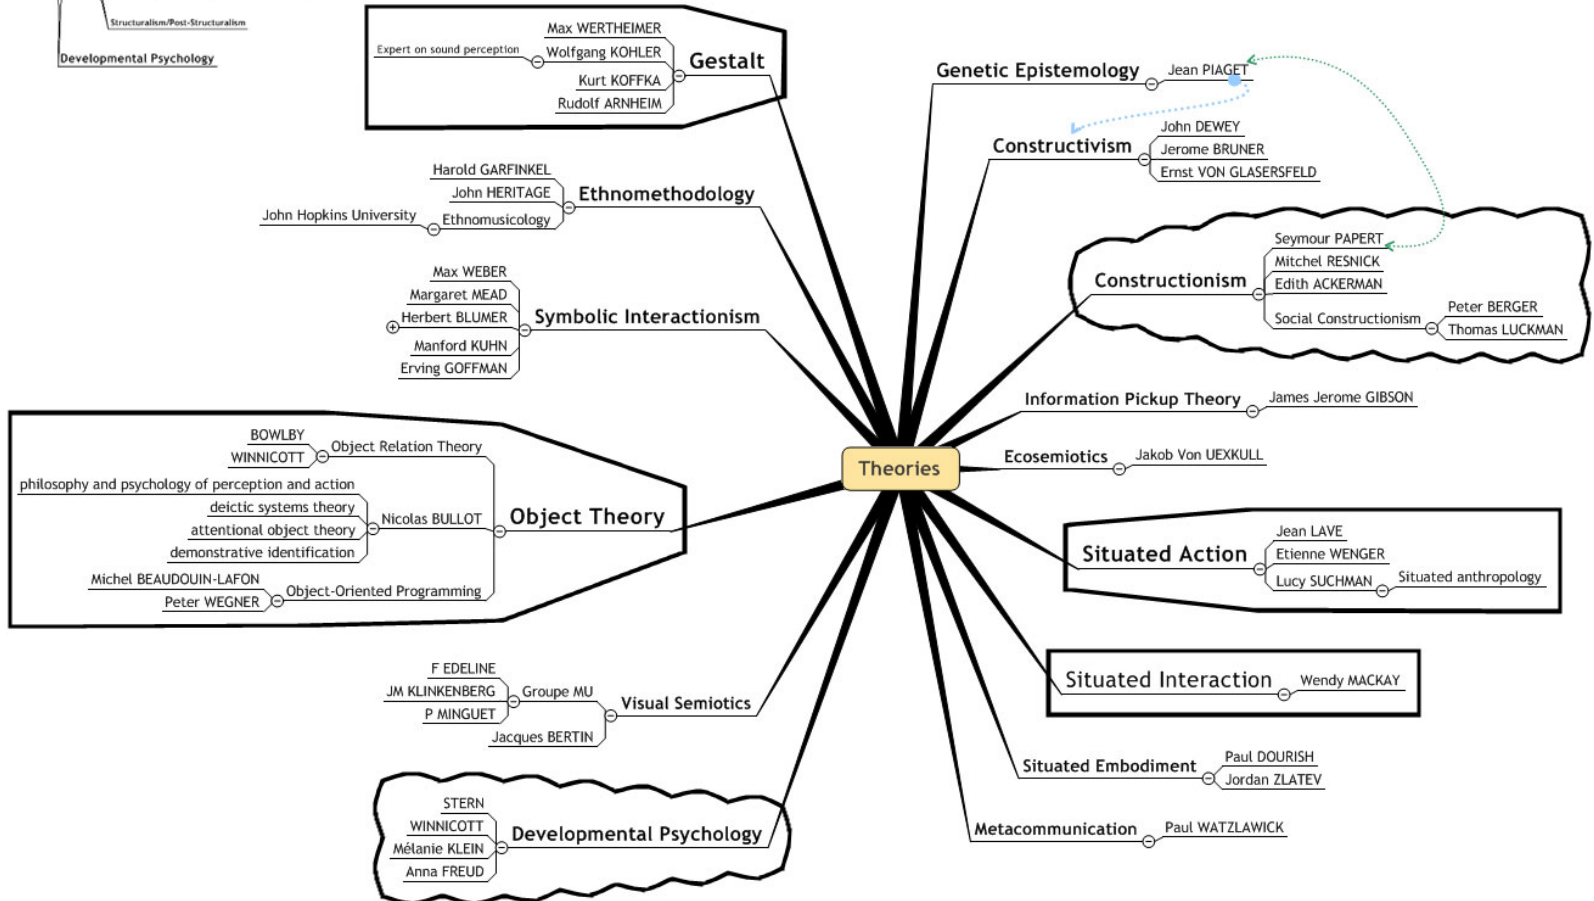 Structuralism/Post-Structuralism
Developmental Psychology
Theories
Gestalt
Max WERTHEIMER
Wolfgang KOHLER
Expert on sound perception
Kurt KOFFKA
Rudolf ARNHEIM
Ethnomethodology
Harold GARFINKEL
John HERITAGE
Ethnomusicology
John Hopkins University
Symbolic Interactionism
Max WEBER
Margaret MEAD
Herbert BLUMER
Manford KUHN
Erving GOFFMAN
Object Theory
Object Relation Theory
BOWLBY
WINNICOTT
Nicolas BULLOT
philosophy and psychology of perception and action
deictic systems theory
attentional object theory
demonstrative identification
Object-Oriented Programming
Michel BEAUDOUIN-LAFON
Peter WEGNER
Visual Semiotics
Groupe MU
F EDELINE
JM KLINKENBERG
P MINGUET
Jacques BERTIN
Developmental Psychology
STERN
WINNICOTT
Mélanie KLEIN
Anna FREUD
Genetic Epistemology
Jean PIAGET
Constructivism
John DEWEY
Jerome BRUNER
Ernst VON GLASERSFELD
Constructionism
Seymour PAPERT
Mitchel RESNICK
Edith ACKERMAN
Social Constructionism
Peter BERGER
Thomas LUCKMAN
Information Pickup Theory
James Jerome GIBSON
Ecosemiotics
Jakob Von UEXKULL
Situated Action
Jean LAVE
Etienne WENGER
Lucy SUCHMAN
Situated anthropology
Situated Interaction
Wendy MACKAY
Situated Embodiment
Paul DOURISH
Jordan ZLATEV
Metacommunication
Paul WATZLAWICK